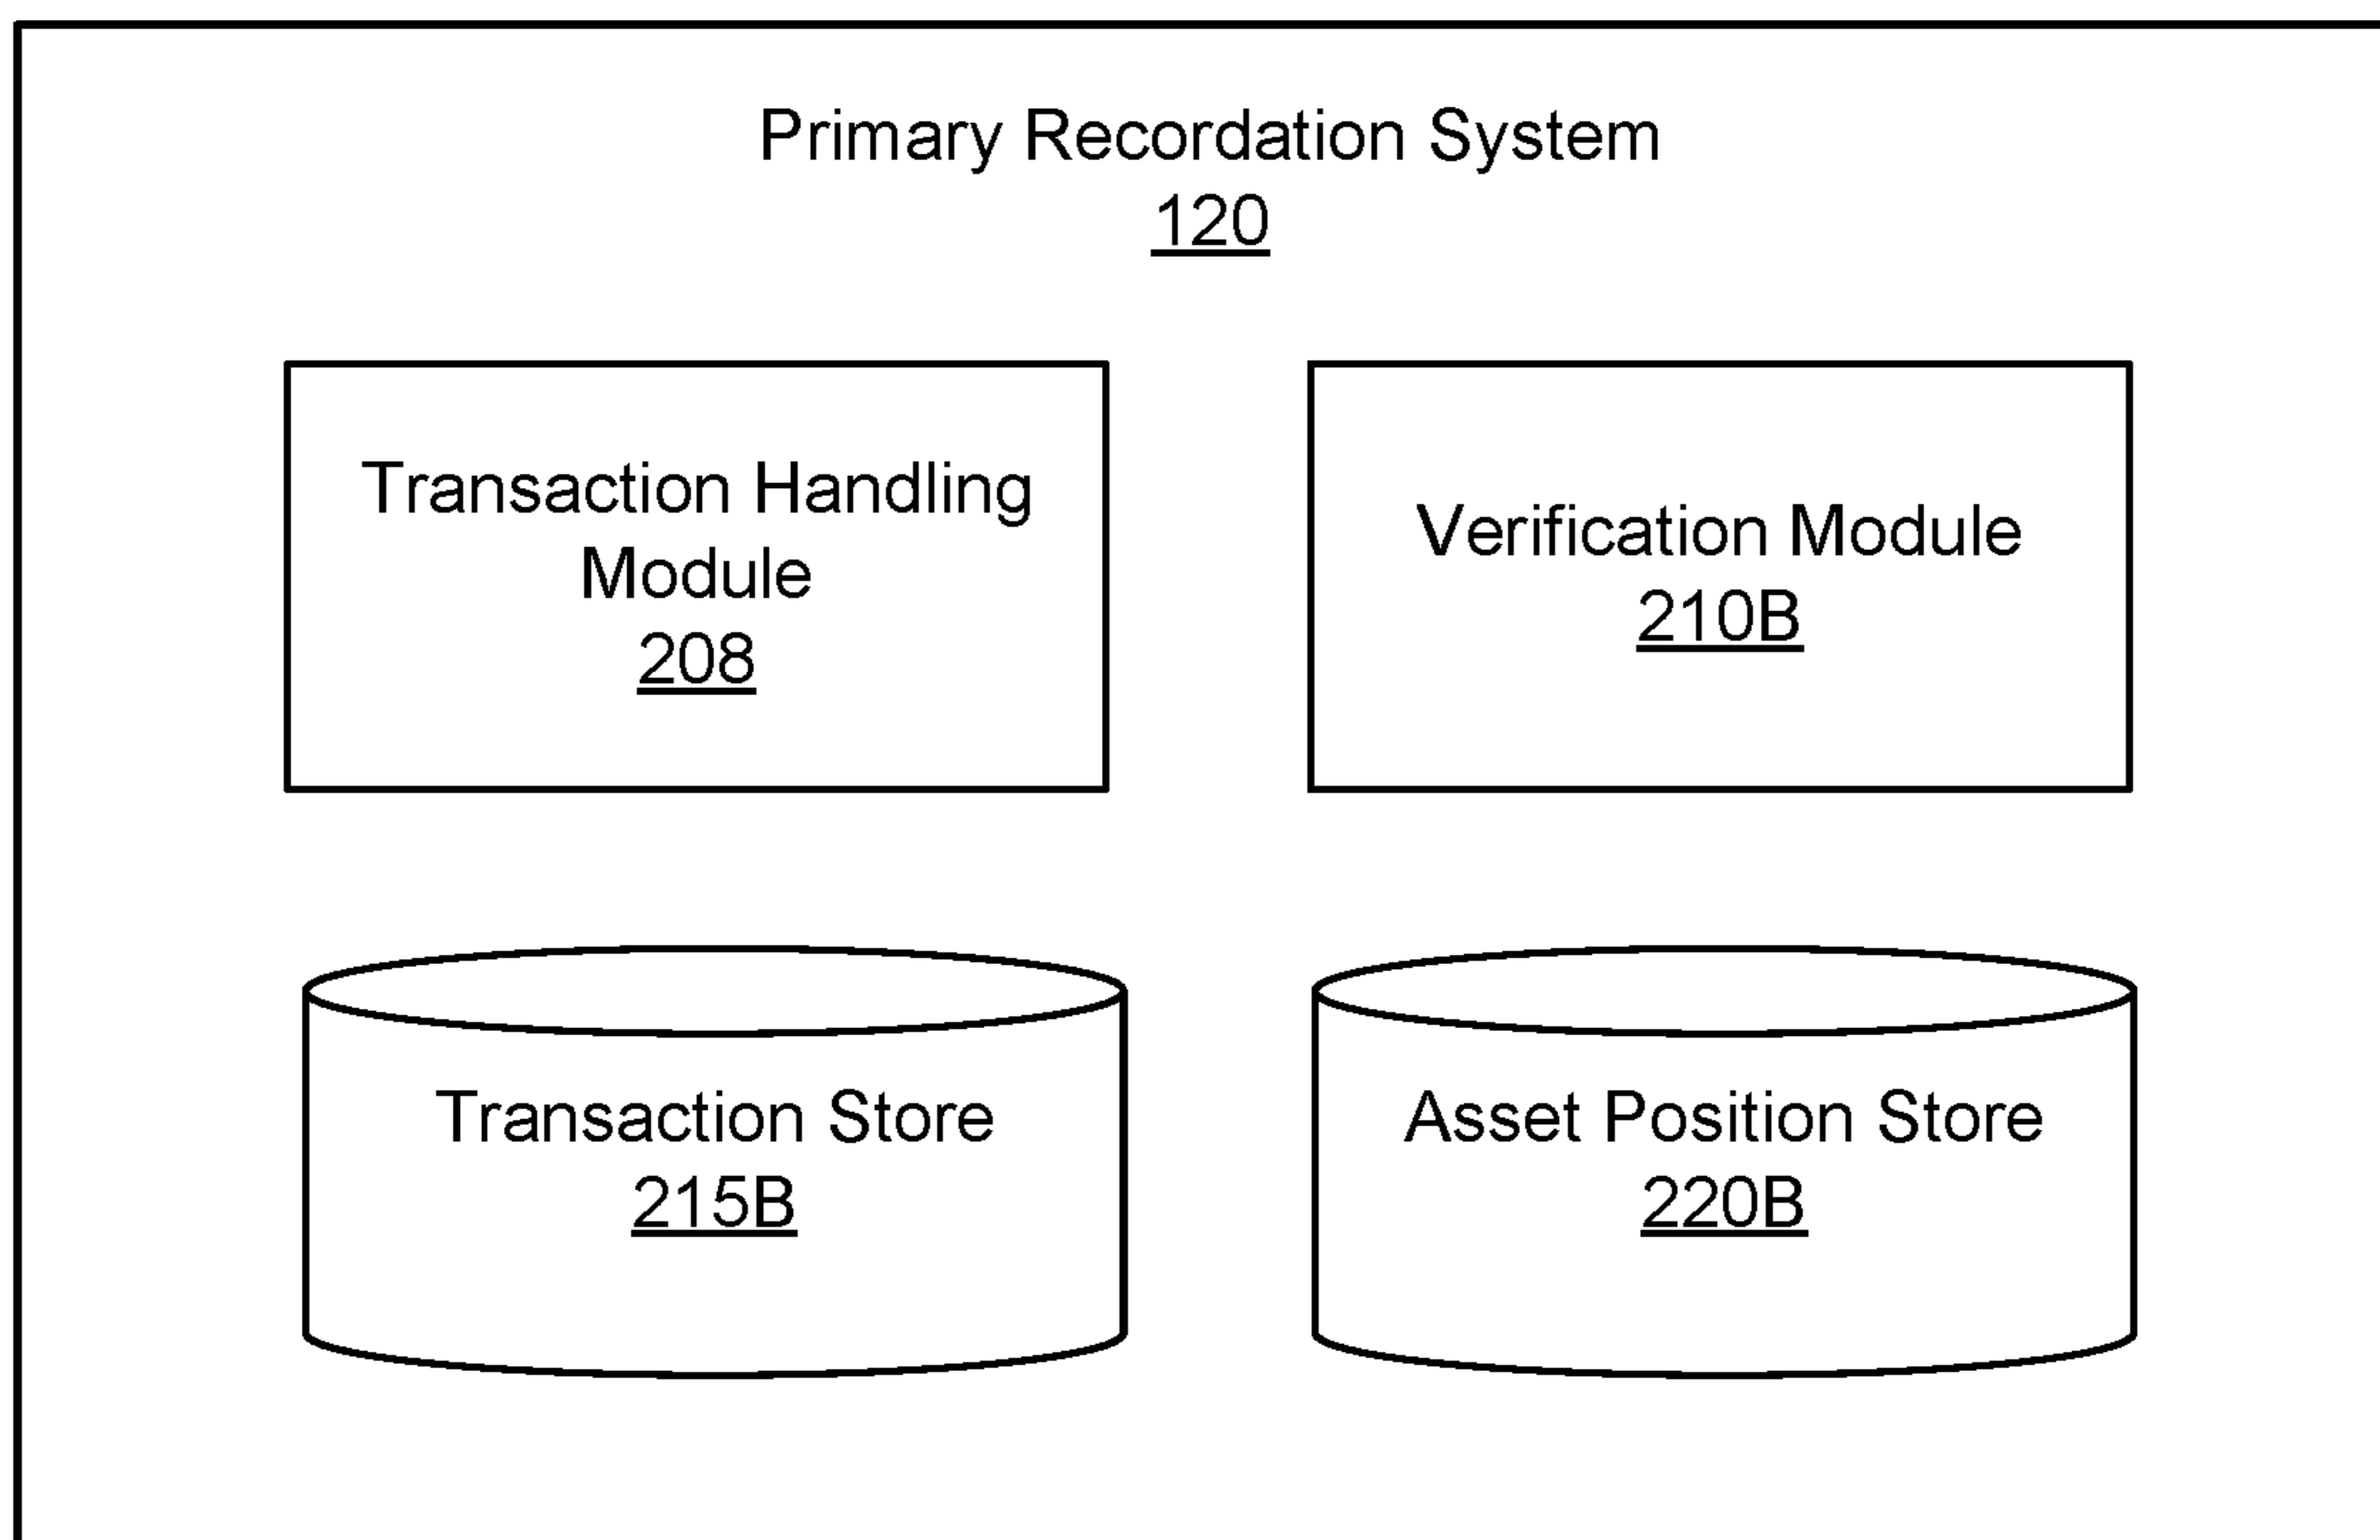 Primary Recordation System
120
Transaction Handling
Module
208
Verification Module
210B
Transaction Store
215B
Asset Position Store
220B